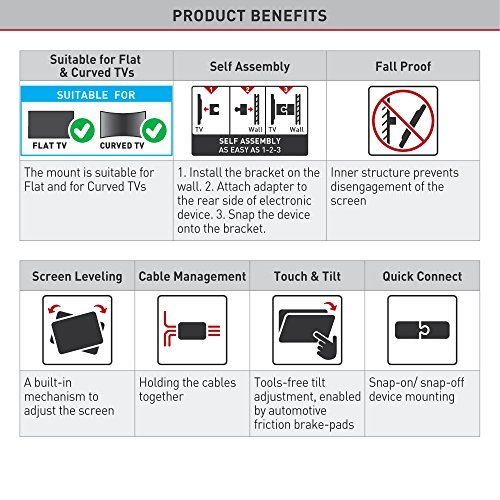 PRODUCT BENEFITS
Suitable for Flat
& Curved TVs
SUITABLE FOR
FLAT TV
CURVED TV
The mount is suitable for
Flat and for Curved TVs
Self Assembly
1
2
3
TV
Wall
TV
Wall
SELF ASSEMBLY
AS EASY AS 1-2-3
1. Install the bracket on the
wall. 2. Attach adapter to
the rear side of electronic
device. 3. Snap the device
onto the bracket.
Fall Proof
Inner structure prevents
disengagement of the
screen
Screen Leveling
A built-in
mechanism to
adjust the screen
Cable Management
Holding the cables
together
Touch & Tilt
Tools-free tilt
adjustment, enabled
by automotive
friction brake-pads
Quick Connect
Snap-on/ snap-off
device mounting